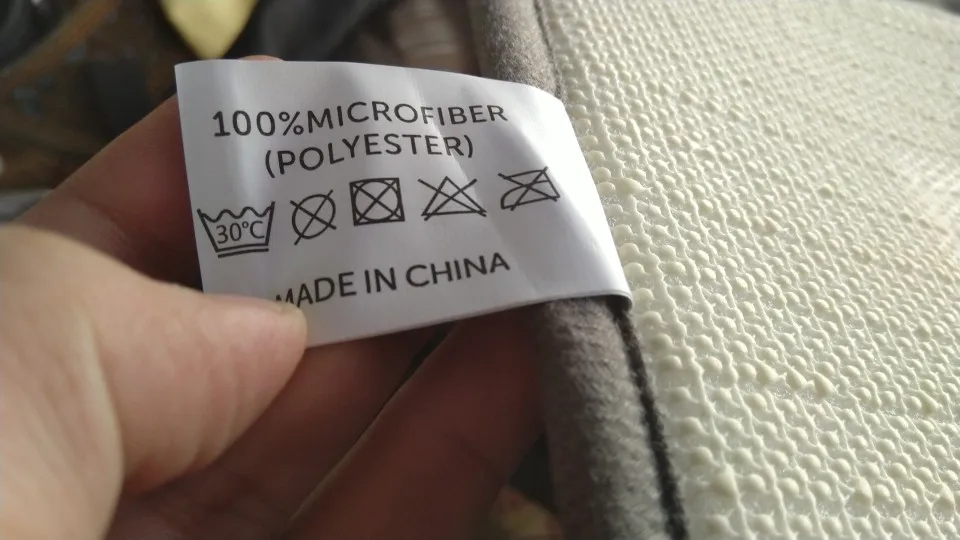 100%MICROFIBER
(POLYESTER)
30°C
MADE IN CHINA